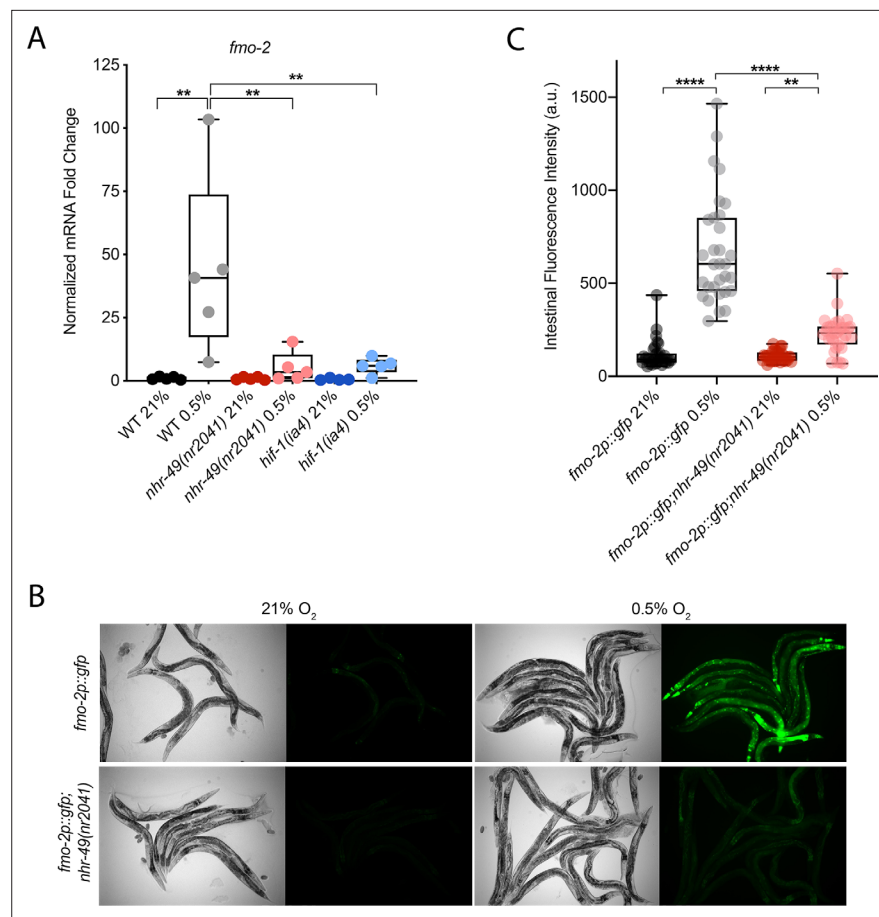 A
fmo-2
Normalized mRNA Fold Change
125
100
75
50
25
0
**
**
**
WT 21%
WT 0.5%
nhr-49(nr2041) 21%
nhr-49(nr2041) 0.5%
hif-1(ia4) 21%
hif-1(ia4) 0.5%
C
Intestinal Fluorescence Intensity (a.u.)
1500
1000
500
0
****
****
**
fmo-2p::gfp 21%
fmo-2p::gfp 0.5%
fmo-2p::gfp;nhr-49(nr2041) 21%
fmo-2p::gfp;nhr-49(nr2041) 0.5%
B
21% O₂
0.5% O₂
fmo-2p::gfp
fmo-2p::gfp;
nhr-49(nr2041)